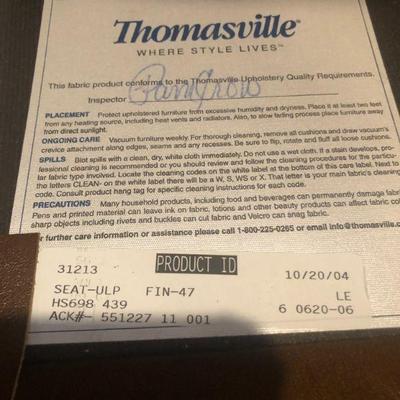 Thomasville
WHERE STYLE LIVES™
This fabric product conforms to the Thomasville Upholstery Quality Requirements.
Inspector Pam Crow
PLACEMENT Protect upholstered furniture from excessive humidity and dryness. Place it at least two feet
from any heating source, including heat vents and radiators. Also, to slow fading process place furniture away
from direct sunlight.
ONGOING CARE Vacuum furniture weekly. For thorough cleaning, remove all cushions and draw vacuum's
crevice attachment along edges, seams and any recesses. Be sure to flip, rotate and fluff all loose cushions.
SPILLS Blot spills with a clean, dry, white cloth immediately. Do not use a wet cloth. If a stain develops, pro-
fessional cleaning is recommended or you should review and follow the cleaning procedures for the particu-
lar fabric type involved. Locate the cleaning codes on the white label at the bottom of this care label. Next to
the letters CLEAN- on the white label there will be a W, S, WS or X. That letter is your main fabric's cleaning
code. Consult product hang tag for specific cleaning instructions for each code.
PRECAUTIONS Many household products, including food and beverages can permanently damage fabric
Pens and printed material can leave ink on fabric, lotions and other beauty products can affect fabric col
sharp objects including rivets and buckles can cut fabric and Velcro can snag fabric.
r further care information or assistance please call 1-800-225-0265 or email info@thomasville.c
31213 PRODUCT ID 10/20/04
SEAT-ULP FIN-47 LE
HS698 439 6 0620-06
ACK#- 551227 11 001